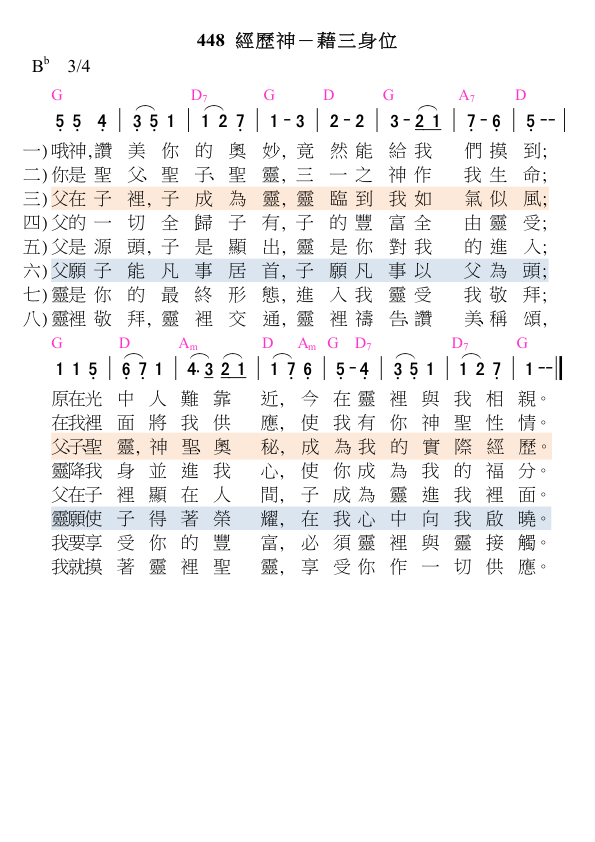 448 經歷神－藉三身位
B♭ 3/4
G D7 G D G A7 D
5 5 4 | 3 5 1 | 1 2 7 | 1 - 3 | 2 - 2 | 3 - 2 1 | 7 - 6 | 5 -- |
一) 哦神,讚 美 你 的 奧 妙, 竟 然 能 給 我 們 摸 到;
二) 你是 聖 父、聖 子、聖 靈, 三 一 之 神 作 我 生 命;
三) 父在 子 裡, 子 成 為 靈, 靈 臨 到 我 如 氣 似 風;
四) 父的 一 切 全 歸 子 有, 子 的 豐 富 全 由 靈 受;
五) 父是 源 頭, 子 是 顯 出, 靈 是 你 對 我 的 進 入;
六) 父願 子 能 凡 事 居 首, 子 願 凡 事 以 父 為 頭;
七) 靈是 你 的 最 終 形 態, 進 入 我 靈 受 我 敬 拜;
八) 靈裡 敬 拜, 靈 裡 交 通, 靈 裡 禱 告、讚 美、稱 頌,
G D Am D Am G D7 D7 G
1 1 5 | 6 7 1 | 4. 3 2 1 | 1 7 6 | 5 - 4 | 3 5 1 | 1 2 7 | 1 -- ||
原在光 中 人 難 靠 近, 今 在 靈 裡 與 我 相 親。
在我裡 面 將 我 供 應, 使 我 有 你 神 聖 性 情。
父、子、聖 靈, 神 聖、奧 秘, 成 為 我 的 實 際 經 歷。
靈降我 身 並 進 我 心, 使 你 成 為 我 的 福 分。
父在子 裡 顯 在 人 間, 子 成 為 靈 進 我 裡 面。
靈願使 子 得 著 榮 耀, 在 我 心 中 向 我 啟 曉。
我要享 受 你 的 豐 富, 必 須 靈 裡 與 靈 接 觸。
我就摸 著 靈 裡 聖 靈, 享 受 你 作 一 切 供 應。